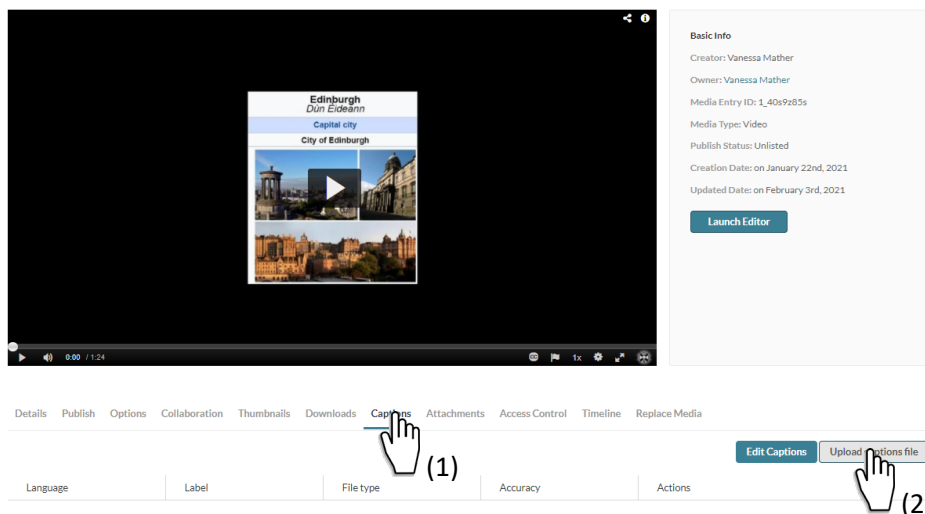 Edinburgh
Dùn Èideann
Capital city
City of Edinburgh
0:00 / 1:24
1x
Basic Info
Creator: Vanessa Mather
Owner: Vanessa Mather
Media Entry ID: 1_40s9z85s
Media Type: Video
Publish Status: Unlisted
Creation Date: on January 22nd, 2021
Updated Date: on February 3rd, 2021
Launch Editor
Details Publish Options Collaboration Thumbnails Downloads Captions Attachments Access Control Timeline Replace Media
(1)
Edit Captions Upload captions file
(2
Language Label File type Accuracy Actions